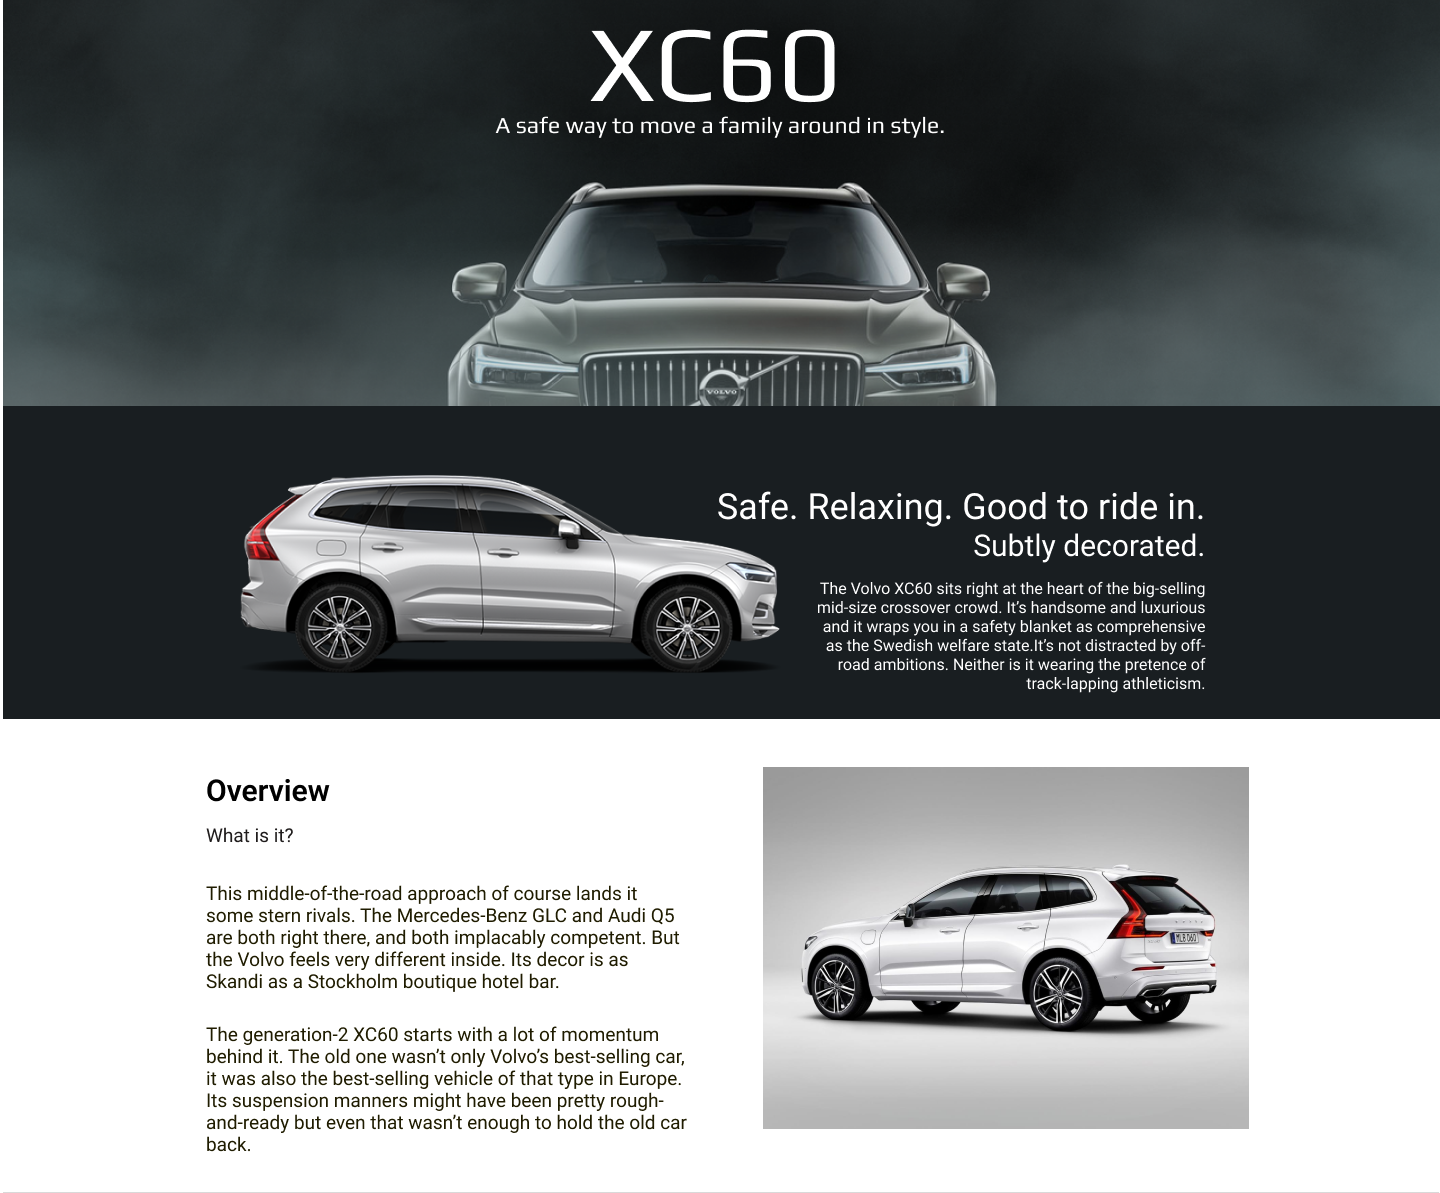 XC60
A safe way to move a family around in style.
VOLVO
Safe. Relaxing. Good to ride in.
Subtly decorated.
The Volvo XC60 sits right at the heart of the big-selling
mid-size crossover crowd. It’s handsome and luxurious
and it wraps you in a safety blanket as comprehensive
as the Swedish welfare state.It’s not distracted by off-
road ambitions. Neither is it wearing the pretence of
track-lapping athleticism.
Overview
What is it?
This middle-of-the-road approach of course lands it
some stern rivals. The Mercedes-Benz GLC and Audi Q5
are both right there, and both implacably competent. But
the Volvo feels very different inside. Its decor is as
Skandi as a Stockholm boutique hotel bar.
The generation-2 XC60 starts with a lot of momentum
behind it. The old one wasn’t only Volvo’s best-selling car,
it was also the best-selling vehicle of that type in Europe.
Its suspension manners might have been pretty rough-
and-ready but even that wasn’t enough to hold the old car
back.